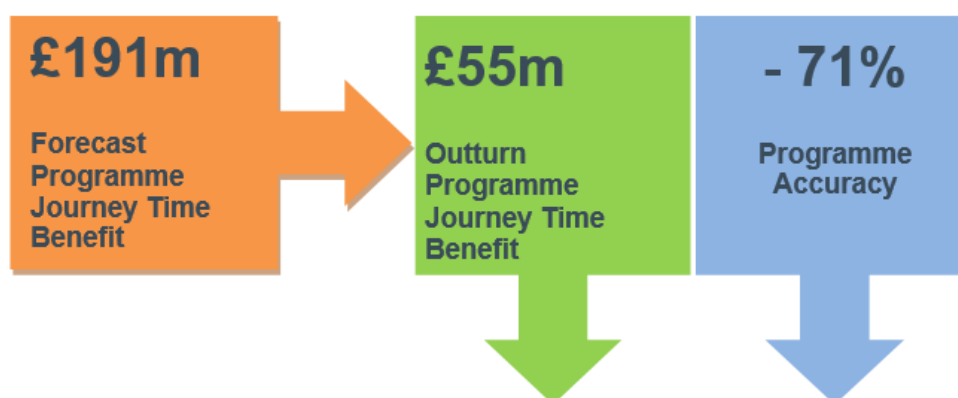 £191m
Forecast
Programme
Journey Time
Benefit
£55m
Outturn
Programme
Journey Time
Benefit
- 71%
Programme
Accuracy